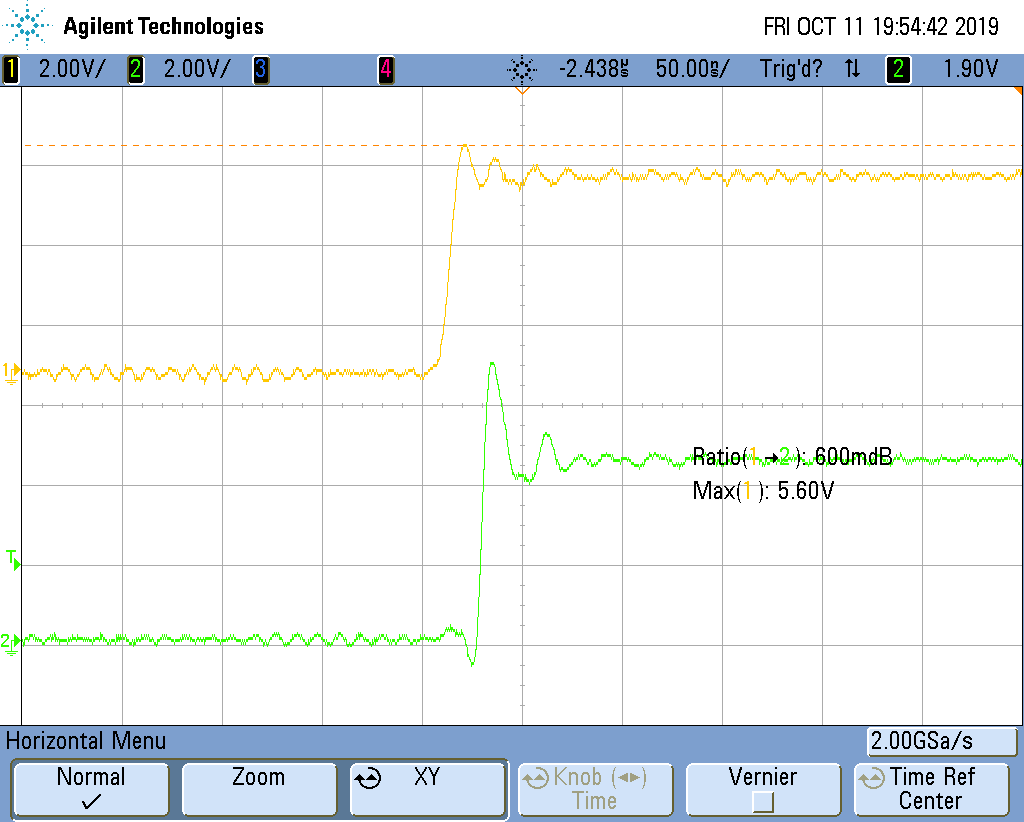 Agilent Technologies
FRI OCT 11 19:54:42 2019
1 2.00V/ 2 2.00V/ 3 4 -2.438µs 50.00ns/ Trig'd? ⇅ 2 1.90V
1
Ratio(1→2): 600mdB
Max(1): 5.60V
T
2
Horizontal Menu
2.00GSa/s
Normal ✓
Zoom
XY
Knob (◄►) Time
Vernier
Time Ref Center